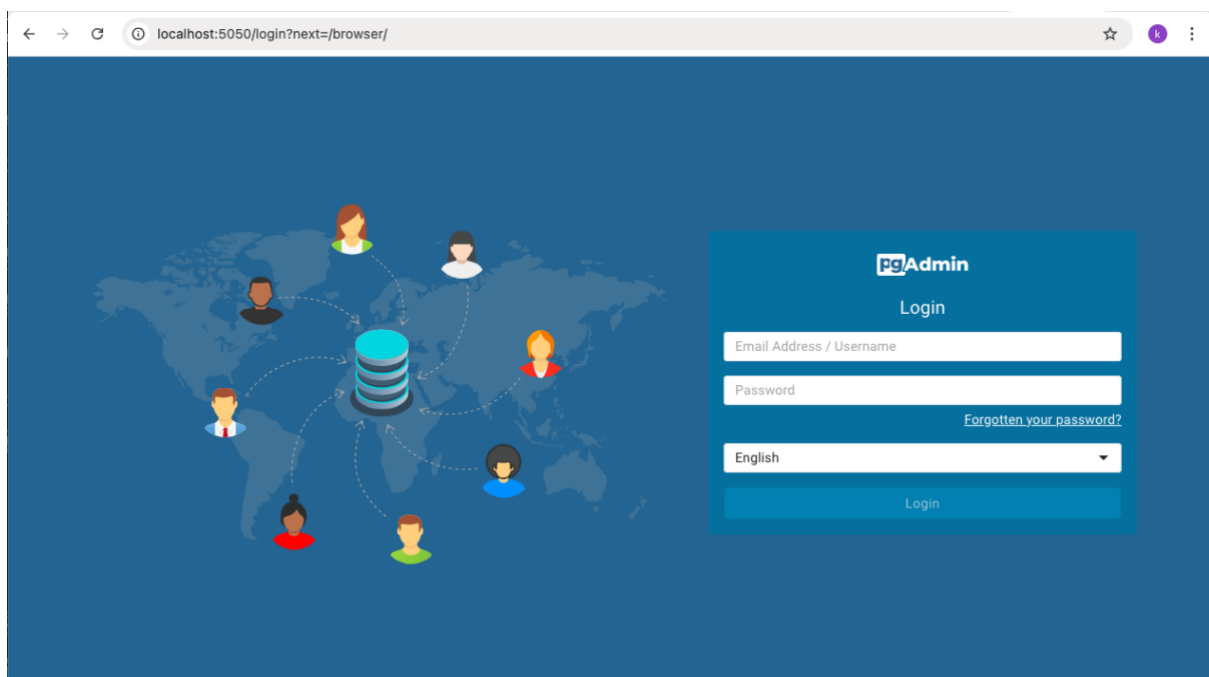 localhost:5050/login?next=/browser/
k
pgAdmin
Login
Email Address / Username
Password
Forgotten your password?
English
Login